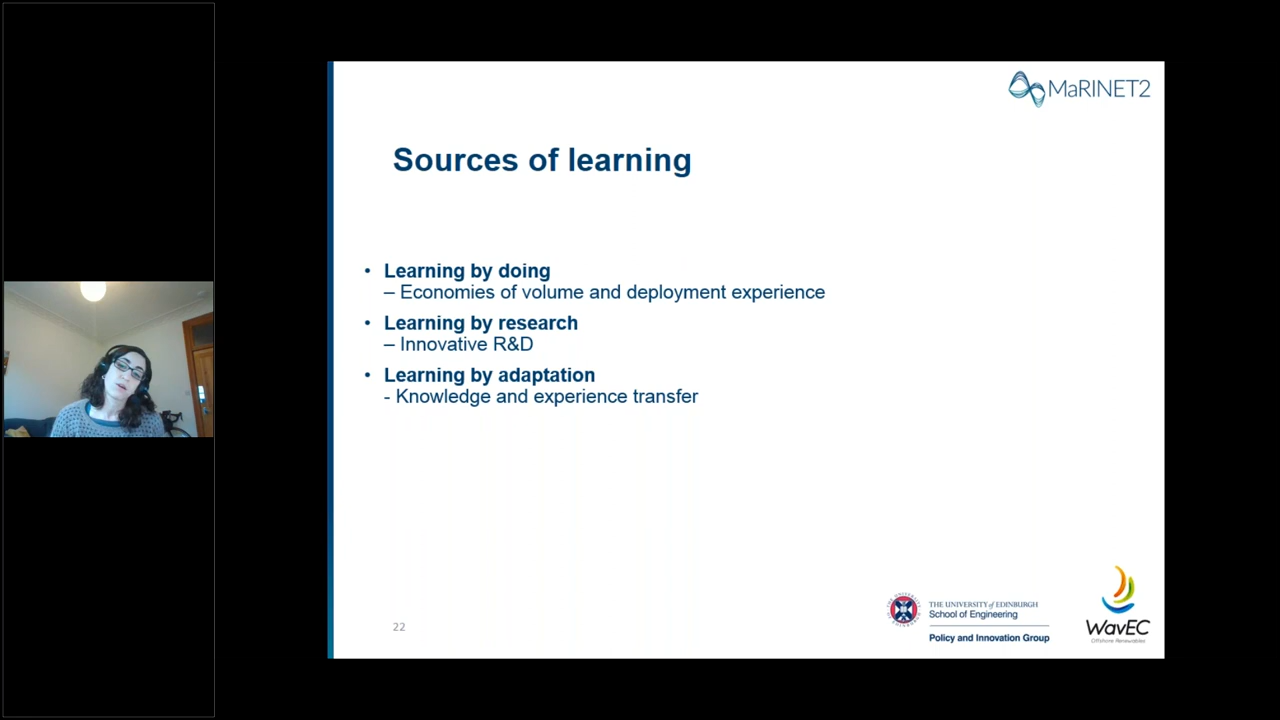 MaRINET2
Sources of learning
• Learning by doing
– Economies of volume and deployment experience
• Learning by research
– Innovative R&D
• Learning by adaptation
- Knowledge and experience transfer
22
THE UNIVERSITY of EDINBURGH
School of Engineering
Policy and Innovation Group
WavEC
Offshore Renewables